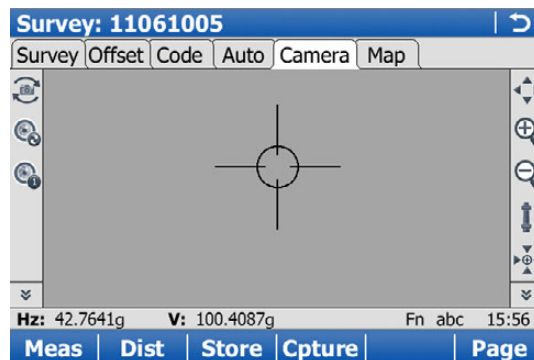 Survey: 11061005
Survey Offset Code Auto Camera Map
Hz: 42.7641g V: 100.4087g Fn abc 15:56
Meas Dist Store Cpture Page